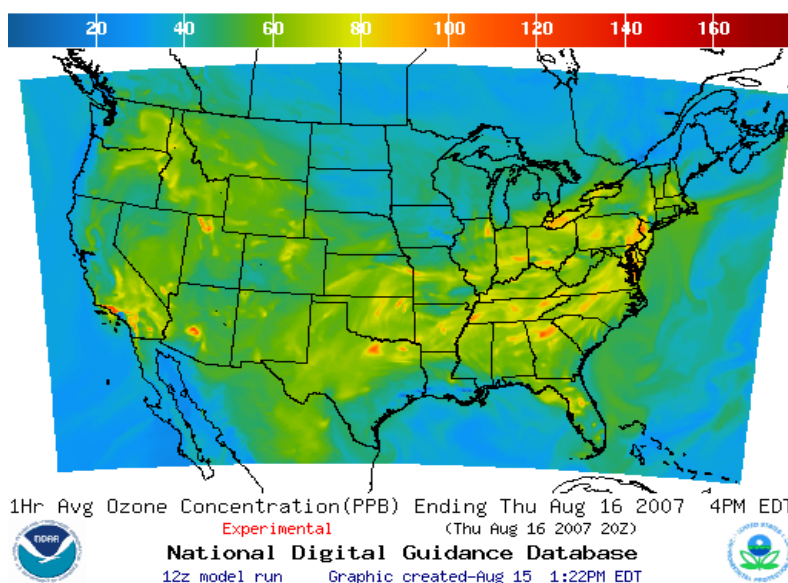 20 40 60 80 100 120 140 160
1Hr Avg Ozone Concentration(PPB) Ending Thu Aug 16 2007 4PM EDT
Experimental (Thu Aug 16 2007 20Z)
National Digital Guidance Database
12z model run Graphic created-Aug 15 1:22PM EDT
NOAA